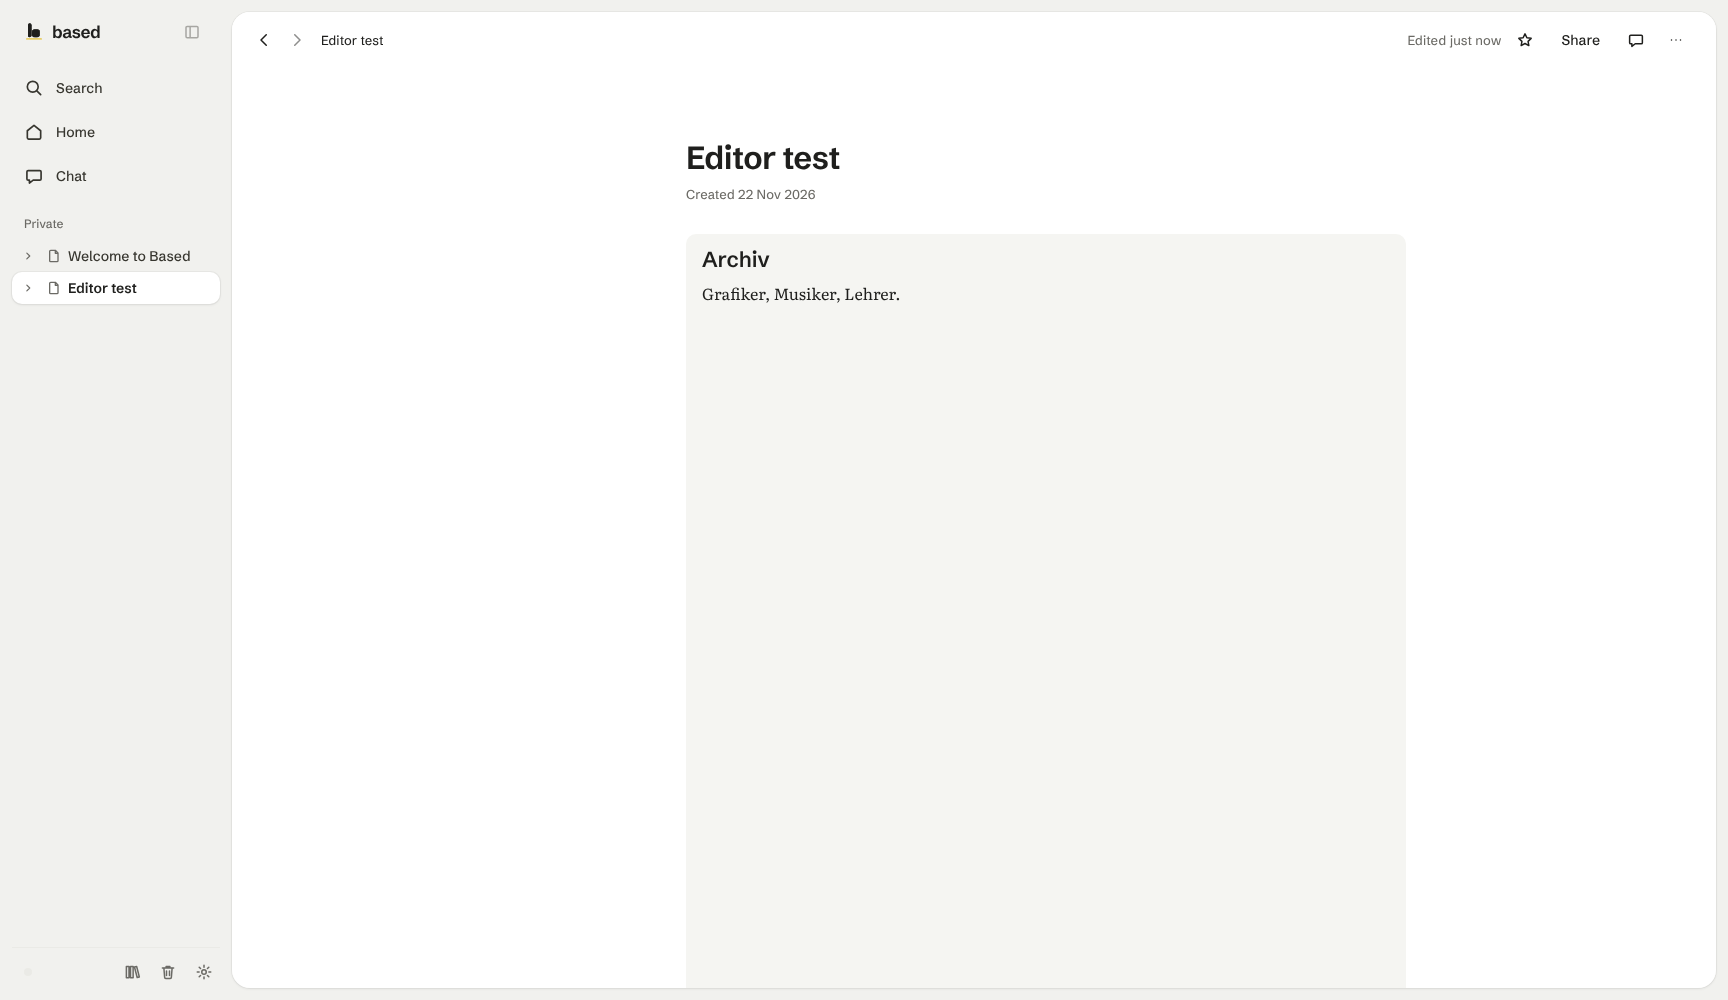 based
Search
Home
Chat
Private
Welcome to Based
Editor test
Editor test
Edited just now
Share
Editor test
Created 22 Nov 2026
Archiv
Grafiker, Musiker, Lehrer.